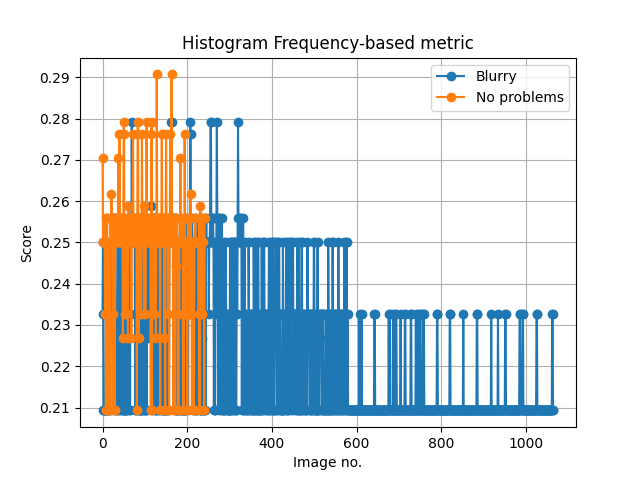 Histogram Frequency-based metric
Blurry
No problems
0.29
0.28
0.27
0.26
0.25
0.24
0.23
0.22
0.21
Score
0 200 400 600 800 1000
Image no.